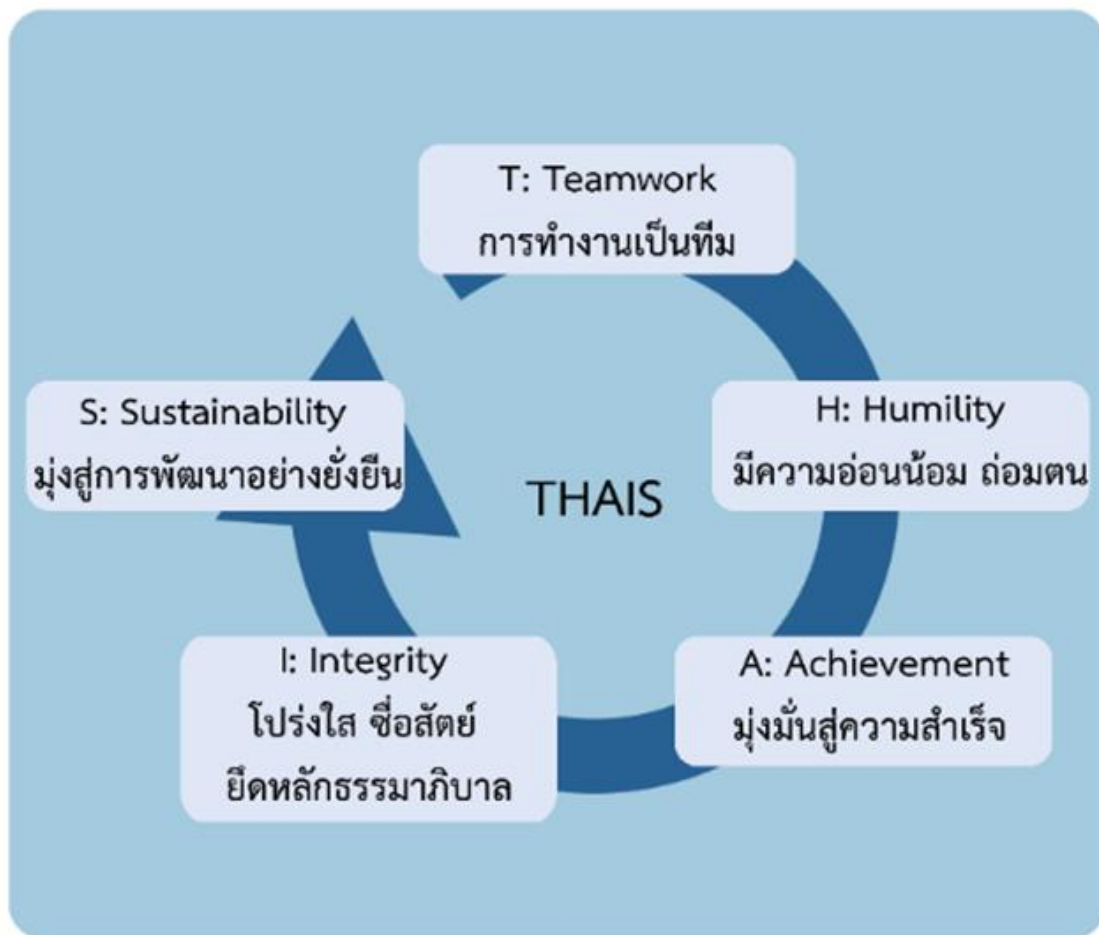 T: Teamwork
การทำงานเป็นทีม
H: Humility
มีความอ่อนน้อม ถ่อมตน
A: Achievement
มุ่งมั่นสู่ความสำเร็จ
I: Integrity
โปร่งใส ซื่อสัตย์
ยึดหลักธรรมาภิบาล
S: Sustainability
มุ่งสู่การพัฒนาอย่างยั่งยืน
THAIS